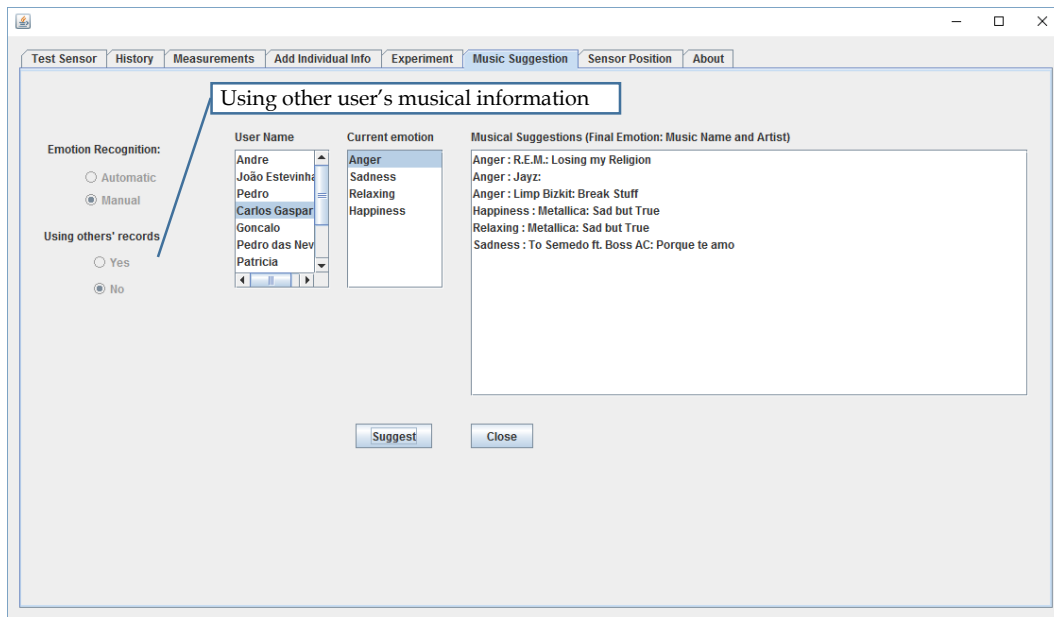 Test Sensor History Measurements Add Individual Info Experiment Music Suggestion Sensor Position About
Using other user's musical information
Emotion Recognition:
Automatic
Manual
Using others' records
Yes
No
User Name
Andre
João Estevinha
Pedro
Carlos Gaspar
Goncalo
Pedro das Nev
Patricia
Current emotion
Anger
Sadness
Relaxing
Happiness
Musical Suggestions (Final Emotion: Music Name and Artist)
Anger : R.E.M.: Losing my Religion
Anger : Jayz:
Anger : Limp Bizkit: Break Stuff
Happiness : Metallica: Sad but True
Relaxing : Metallica: Sad but True
Sadness : To Semedo ft. Boss AC: Porque te amo
Suggest
Close